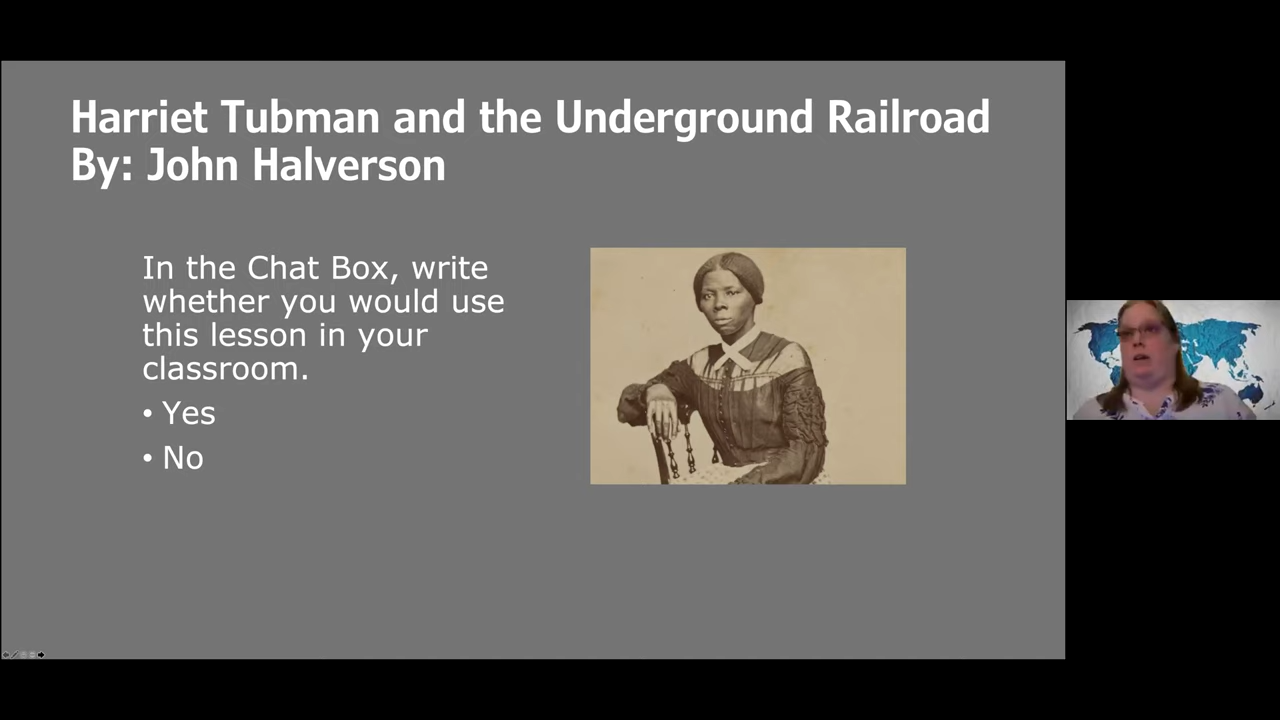 Harriet Tubman and the Underground Railroad
By: John Halverson
In the Chat Box, write
whether you would use
this lesson in your
classroom.
• Yes
• No